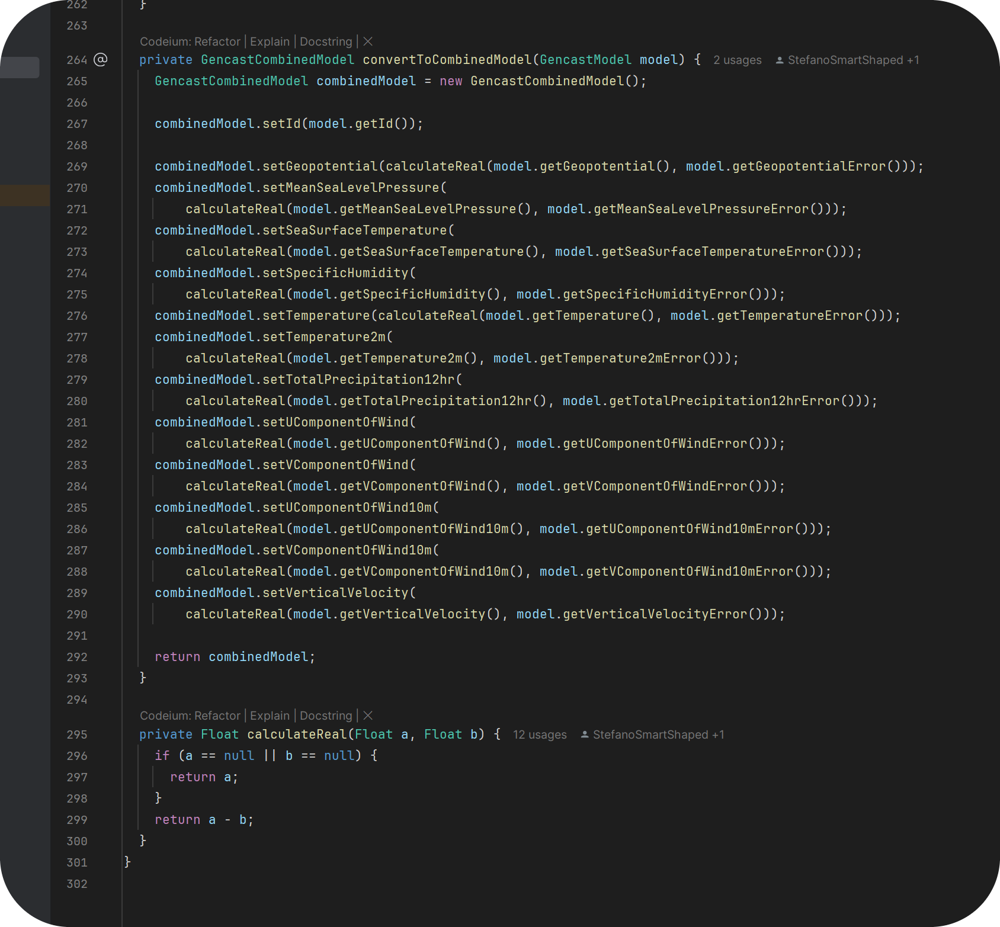 262 }
263
Codeium: Refactor | Explain | Docstring | ×
264 @ private GencastCombinedModel convertToCombinedModel(GencastModel model) { 2 usages StefanoSmartShaped +1
265 GencastCombinedModel combinedModel = new GencastCombinedModel();
266
267 combinedModel.setId(model.getId());
268
269 combinedModel.setGeopotential(calculateReal(model.getGeopotential(), model.getGeopotentialError()));
270 combinedModel.setMeanSeaLevelPressure(
271 calculateReal(model.getMeanSeaLevelPressure(), model.getMeanSeaLevelPressureError()));
272 combinedModel.setSeaSurfaceTemperature(
273 calculateReal(model.getSeaSurfaceTemperature(), model.getSeaSurfaceTemperatureError()));
274 combinedModel.setSpecificHumidity(
275 calculateReal(model.getSpecificHumidity(), model.getSpecificHumidityError()));
276 combinedModel.setTemperature(calculateReal(model.getTemperature(), model.getTemperatureError()));
277 combinedModel.setTemperature2m(
278 calculateReal(model.getTemperature2m(), model.getTemperature2mError()));
279 combinedModel.setTotalPrecipitation12hr(
280 calculateReal(model.getTotalPrecipitation12hr(), model.getTotalPrecipitation12hrError()));
281 combinedModel.setUComponentOfWind(
282 calculateReal(model.getUComponentOfWind(), model.getUComponentOfWindError()));
283 combinedModel.setVComponentOfWind(
284 calculateReal(model.getVComponentOfWind(), model.getVComponentOfWindError()));
285 combinedModel.setUComponentOfWind10m(
286 calculateReal(model.getUComponentOfWind10m(), model.getUComponentOfWind10mError()));
287 combinedModel.setVComponentOfWind10m(
288 calculateReal(model.getVComponentOfWind10m(), model.getVComponentOfWind10mError()));
289 combinedModel.setVerticalVelocity(
290 calculateReal(model.getVerticalVelocity(), model.getVerticalVelocityError()));
291
292 return combinedModel;
293 }
294
Codeium: Refactor | Explain | Docstring | ×
295 private Float calculateReal(Float a, Float b) { 12 usages StefanoSmartShaped +1
296 if (a == null || b == null) {
297 return a;
298 }
299 return a - b;
300 }
301 }
302